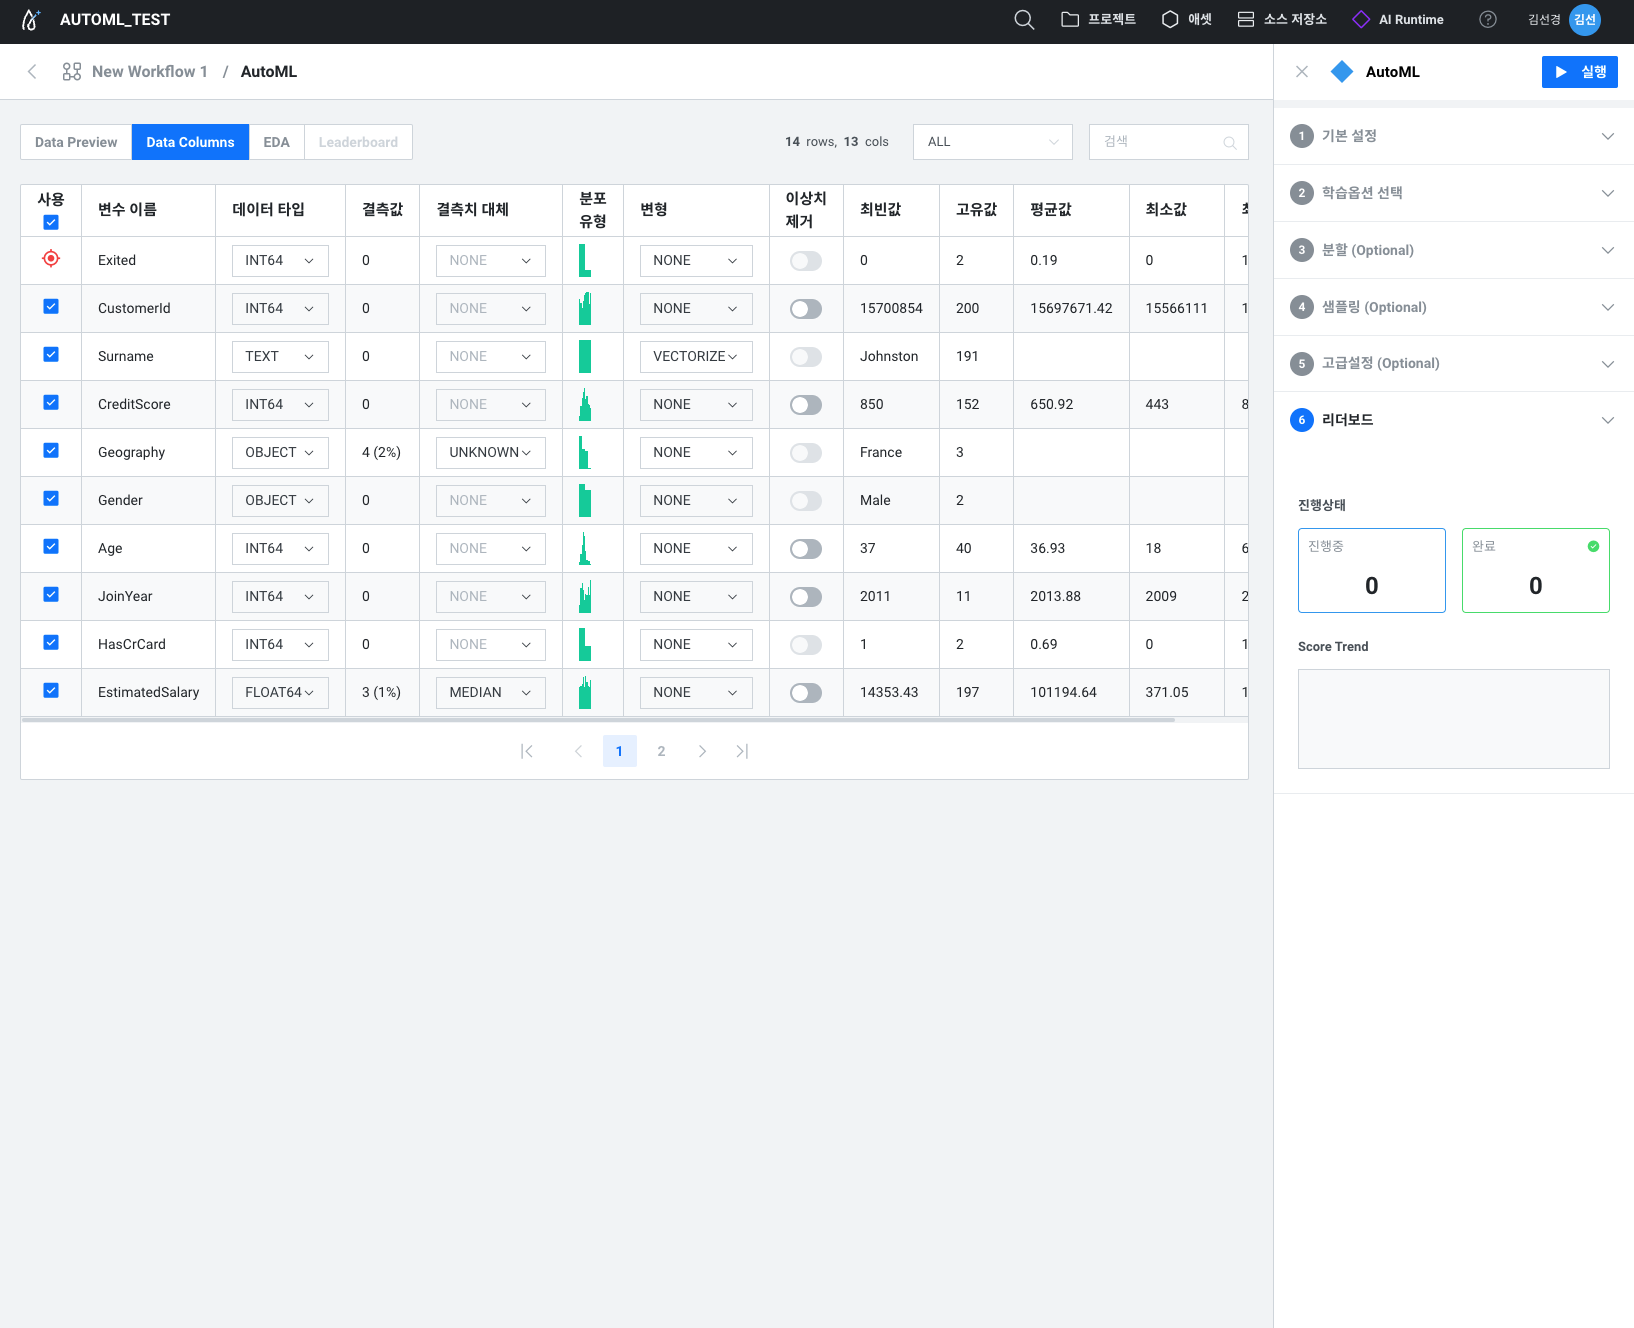 AUTOML_TEST
프로젝트
애셋
소스 저장소
AI Runtime
?
김선경
김선
New Workflow 1 / AutoML
AutoML
실행
Data Preview
Data Columns
EDA
Leaderboard
14 rows, 13 cols
ALL
검색
사용 변수 이름 데이터 타입 결측값 결측치 대체 분포 유형 변형 이상치 제거 최빈값 고유값 평균값 최소값
Exited INT64 0 NONE NONE 0 2 0.19 0 1
CustomerId INT64 0 NONE NONE 15700854 200 15697671.42 15566111 1
Surname TEXT 0 NONE VECTORIZE Johnston 191
CreditScore INT64 0 NONE NONE 850 152 650.92 443 8
Geography OBJECT 4 (2%) UNKNOWN NONE France 3
Gender OBJECT 0 NONE NONE Male 2
Age INT64 0 NONE NONE 37 40 36.93 18 6
JoinYear INT64 0 NONE NONE 2011 11 2013.88 2009 2
HasCrCard INT64 0 NONE NONE 1 2 0.69 0 1
EstimatedSalary FLOAT64 3 (1%) MEDIAN NONE 14353.43 197 101194.64 371.05 1
1 2
1 기본 설정
2 학습옵션 선택
3 분할 (Optional)
4 샘플링 (Optional)
5 고급설정 (Optional)
6 리더보드
진행상태
진행중
0
완료
0
Score Trend